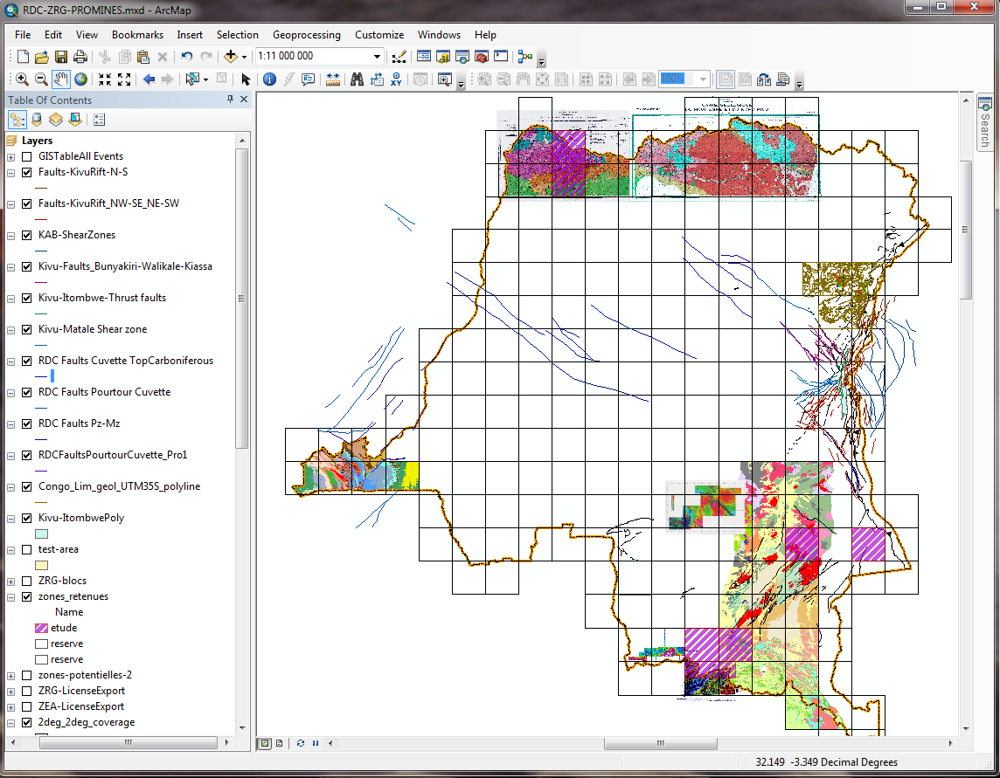 RDC-ZRG-PROMINES.mxd - ArcMap
File Edit View Bookmarks Insert Selection Geoprocessing Customize Windows Help
1:11 000 000
100%
Table Of Contents
Search
Layers
GISTableAll Events
Faults-KivuRift-N-S
Faults-KivuRift_NW-SE_NE-SW
KAB-ShearZones
Kivu-Faults_Bunyakiri-Walikale-Kiassa
Kivu-Itombwe-Thrust faults
Kivu-Matale Shear zone
RDC Faults Cuvette TopCarboniferous
RDC Faults Pourtour Cuvette
RDC Faults Pz-Mz
RDCFaultsPourtourCuvette_Pro1
Congo_Lim_geol_UTM35S_polyline
Kivu-ItombwePoly
test-area
ZRG-blocs
zones_retenues
Name
etude
reserve
reserve
zones-potentielles-2
ZRG-LicenseExport
ZEA-LicenseExport
2deg_2deg_coverage
32.149 -3.349 Decimal Degrees